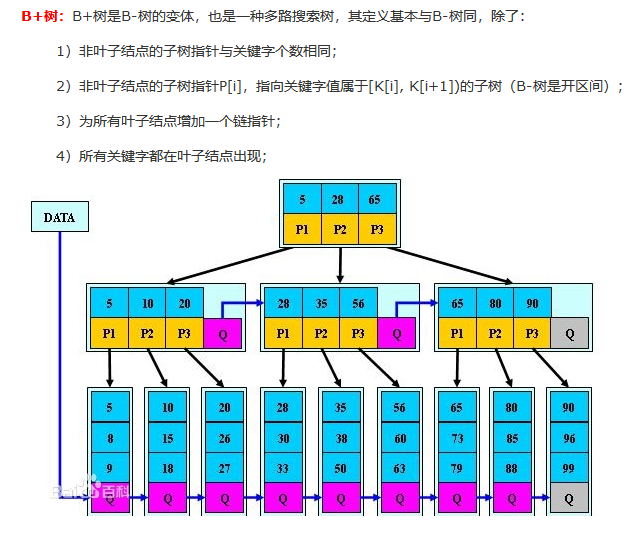 B+树：B+树是B-树的变体，也是一种多路搜索树，其定义基本与B-树同，除了：
1）非叶子结点的子树指针与关键字个数相同；
2）非叶子结点的子树指针P[i]，指向关键字值属于[K[i], K[i+1])的子树（B-树是开区间）；
3）为所有叶子结点增加一个链指针；
4）所有关键字都在叶子结点出现；
5 28 65
DATA
P1 P2 P3
5 10 20 28 35 56 65 80 90
P1 P2 P3 Q P1 P2 P3 Q P1 P2 P3 Q
5 10 20 28 35 56 65 80 90
8 15 26 30 38 60 73 85 96
9 18 27 33 50 63 79 88 99
Bai百科
Q Q Q Q Q Q Q Q Q